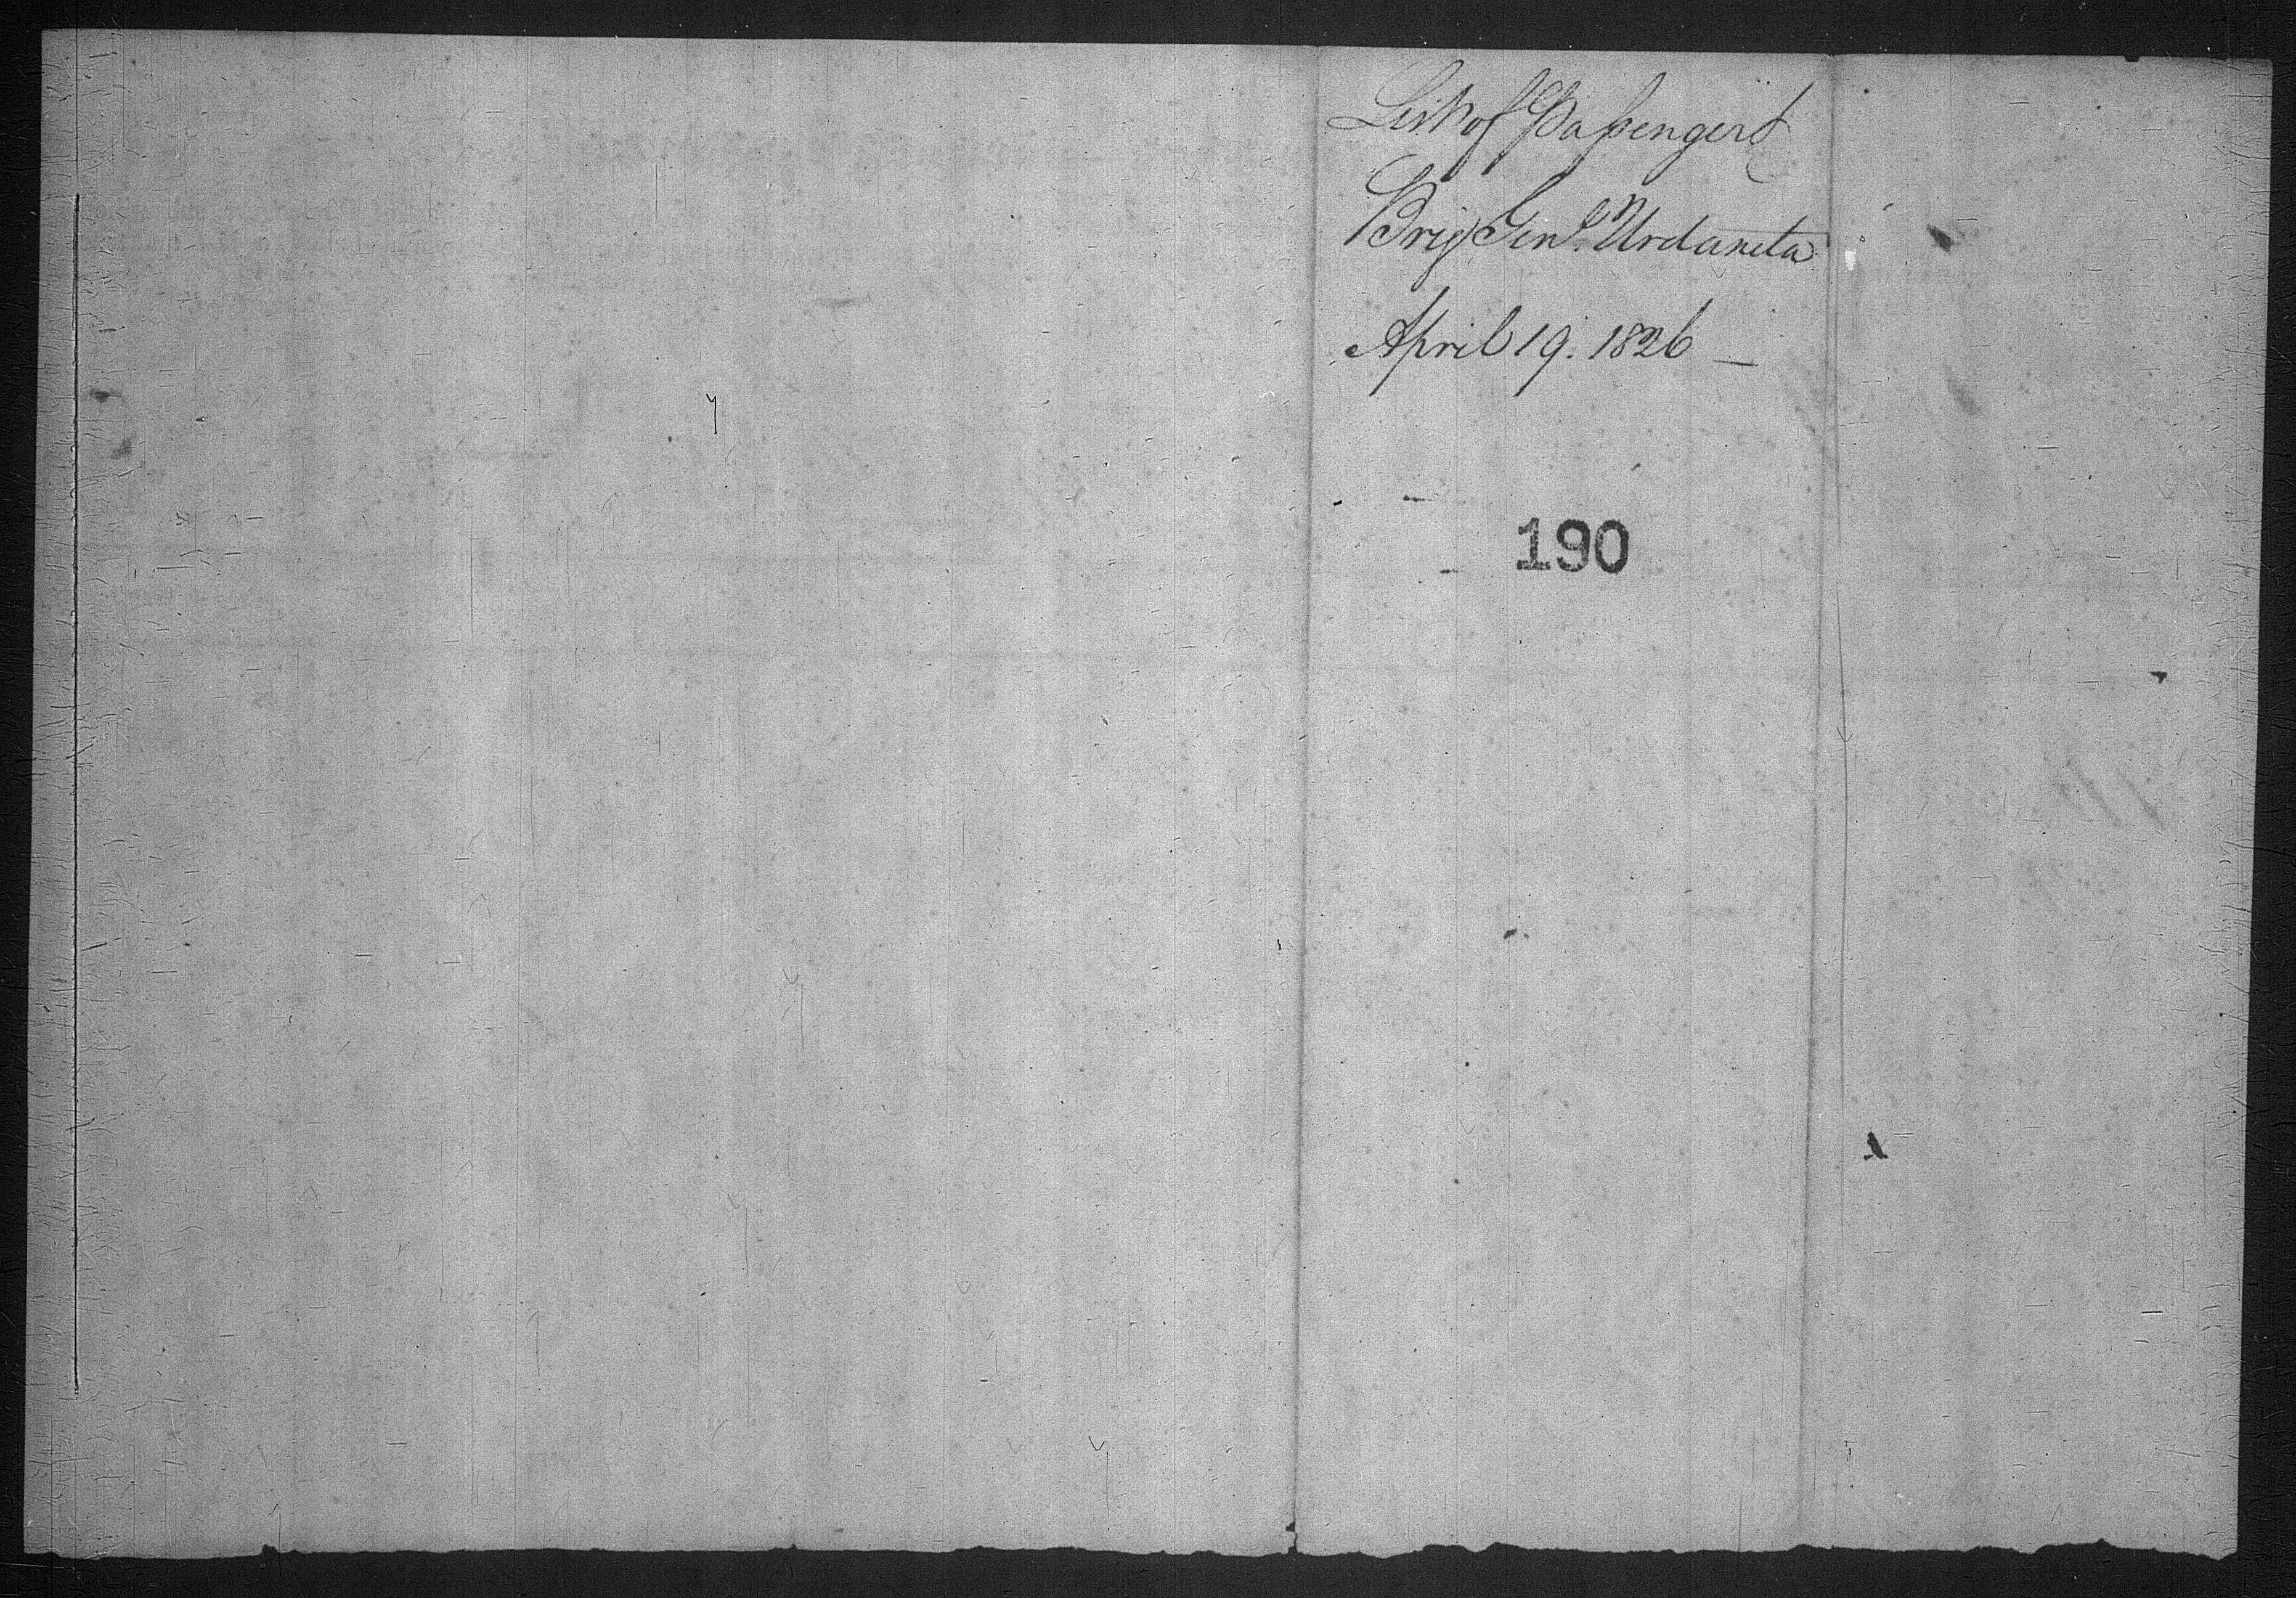 List of Passengers
Brig Genl. Urdaneta
April 19. 1826 —
190